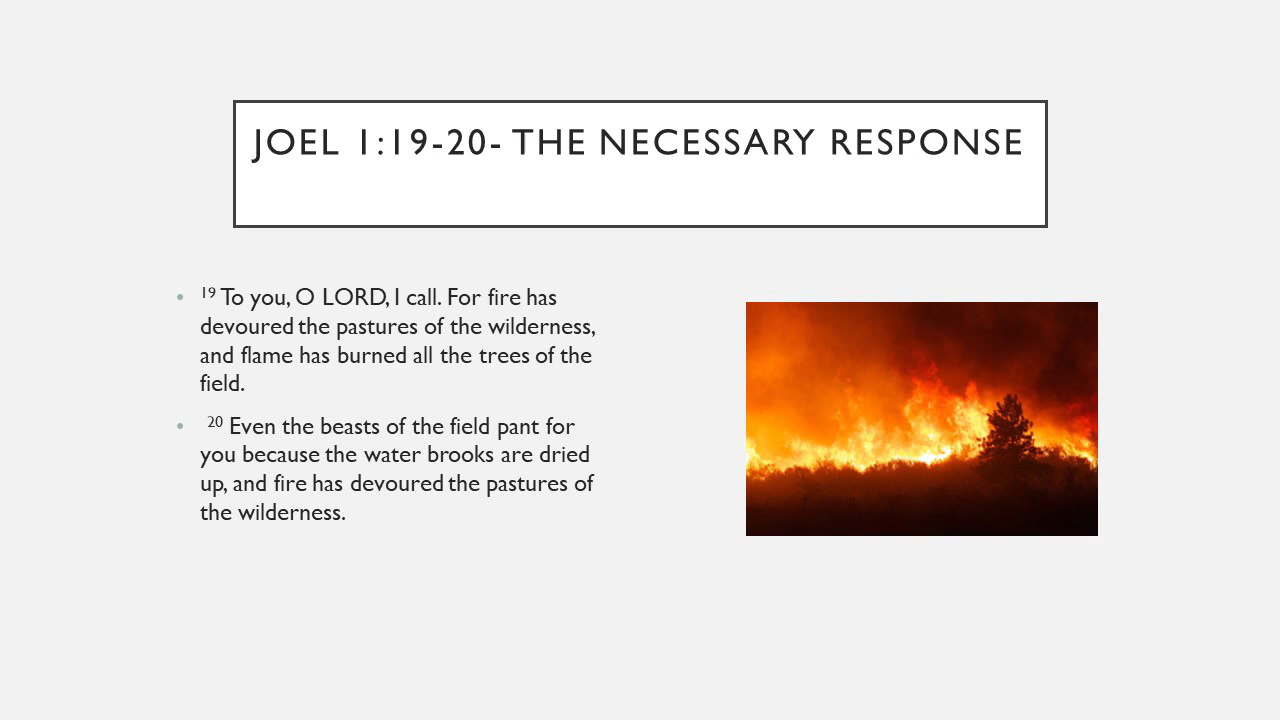 JOEL 1:19-20- THE NECESSARY RESPONSE
• 19 To you, O LORD, I call. For fire has
devoured the pastures of the wilderness,
and flame has burned all the trees of the
field.
• 20 Even the beasts of the field pant for
you because the water brooks are dried
up, and fire has devoured the pastures of
the wilderness.